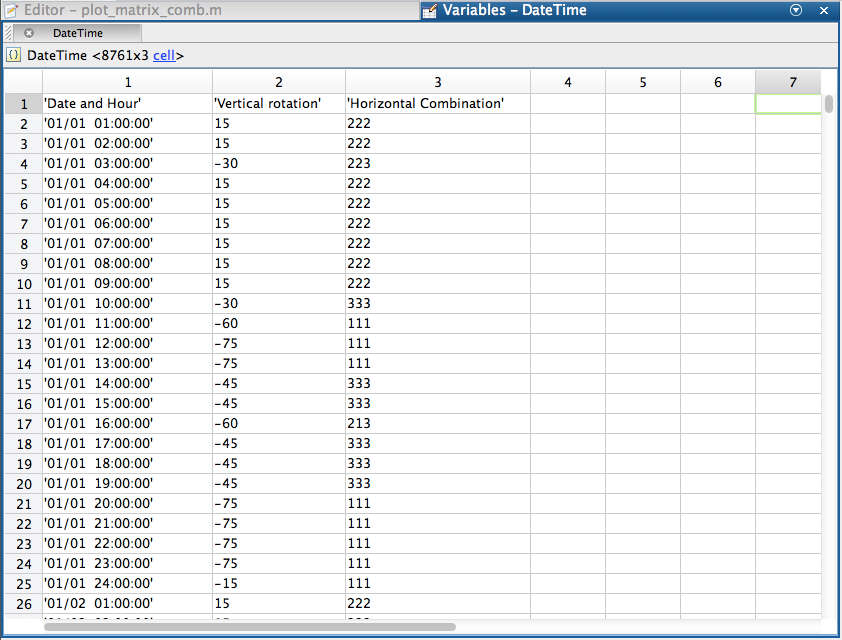 Editor – plot_matrix_comb.m Variables – DateTime
DateTime
{} DateTime <8761x3 cell>
1 2 3 4 5 6 7
1 'Date and Hour' 'Vertical rotation' 'Horizontal Combination'
2 '01/01  01:00:00' 15 222
3 '01/01  02:00:00' 15 222
4 '01/01  03:00:00' -30 223
5 '01/01  04:00:00' 15 222
6 '01/01  05:00:00' 15 222
7 '01/01  06:00:00' 15 222
8 '01/01  07:00:00' 15 222
9 '01/01  08:00:00' 15 222
10 '01/01  09:00:00' 15 222
11 '01/01  10:00:00' -30 333
12 '01/01  11:00:00' -60 111
13 '01/01  12:00:00' -75 111
14 '01/01  13:00:00' -75 111
15 '01/01  14:00:00' -45 333
16 '01/01  15:00:00' -45 333
17 '01/01  16:00:00' -60 213
18 '01/01  17:00:00' -45 333
19 '01/01  18:00:00' -45 333
20 '01/01  19:00:00' -45 333
21 '01/01  20:00:00' -75 111
22 '01/01  21:00:00' -75 111
23 '01/01  22:00:00' -75 111
24 '01/01  23:00:00' -75 111
25 '01/01  24:00:00' -15 111
26 '01/02  01:00:00' 15 222